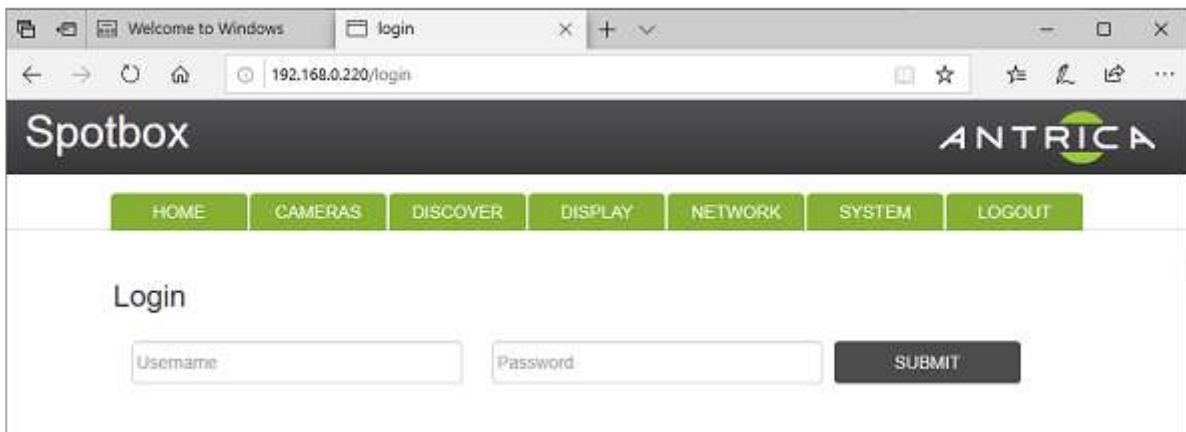 Welcome to Windows login
192.168.0.220/login
Spotbox ANTRICA
HOME CAMERAS DISCOVER DISPLAY NETWORK SYSTEM LOGOUT
Login
Username Password SUBMIT